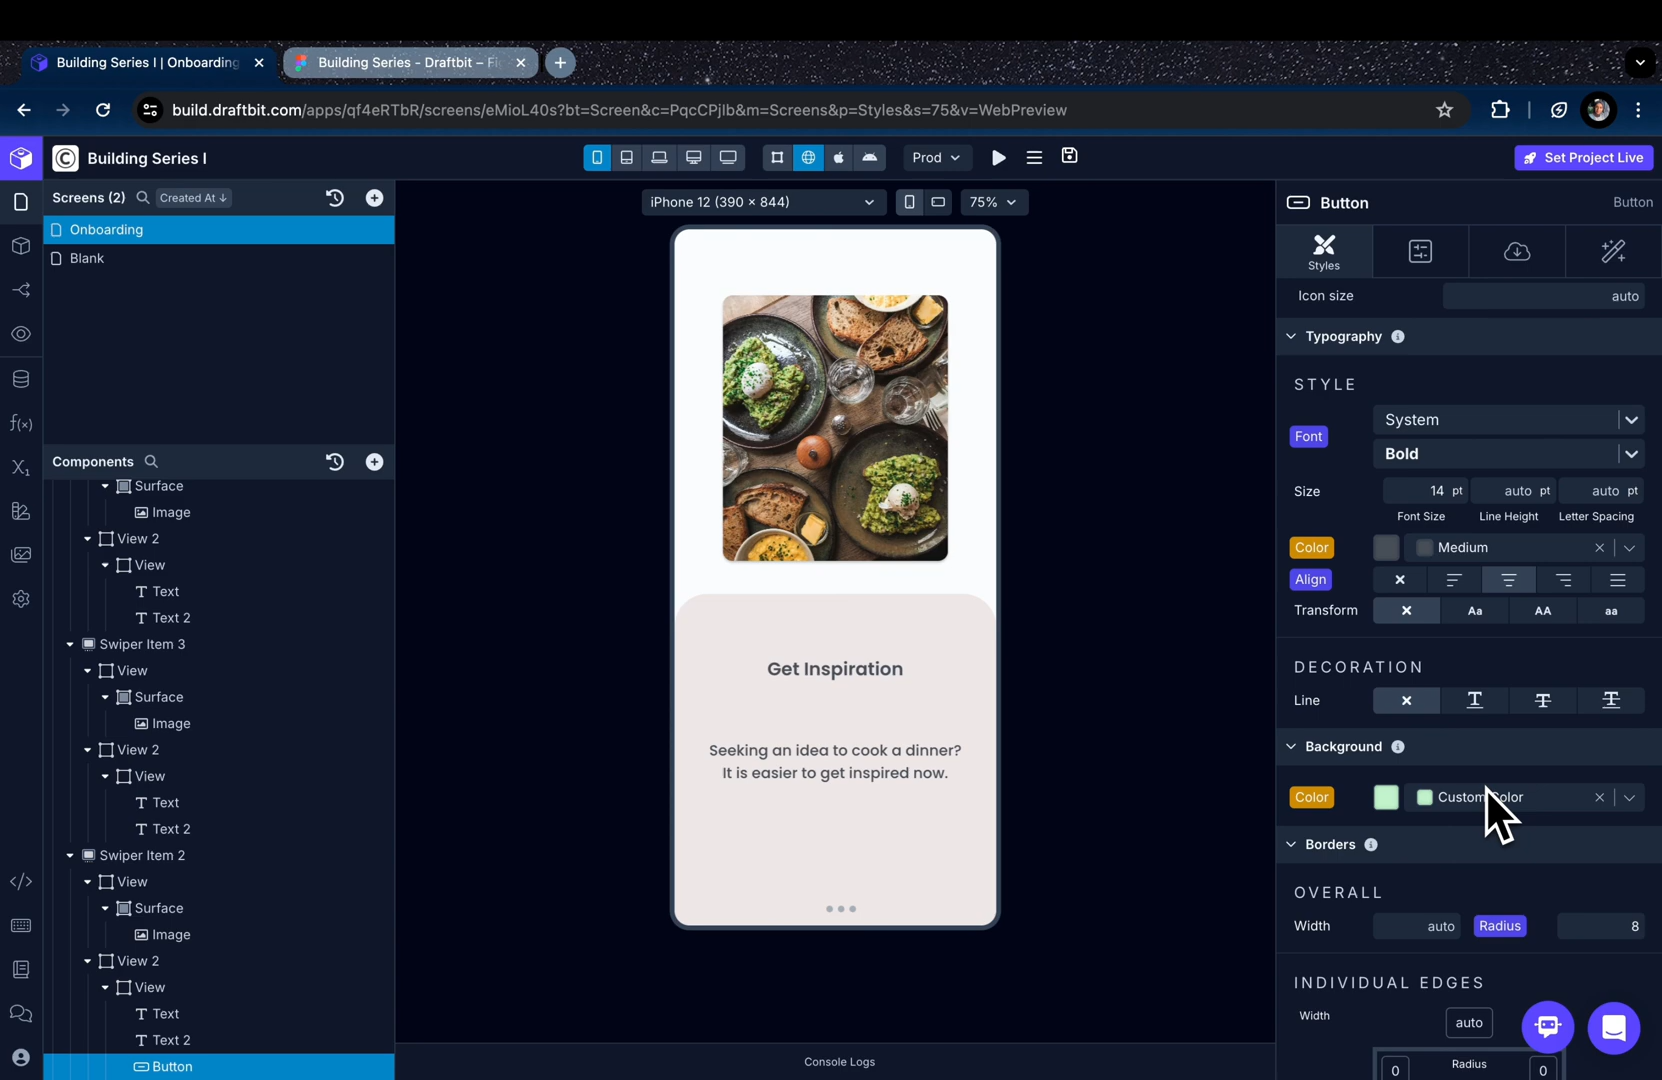 Building Series I | Onboarding
Building Series - Draftbit – Fi
build.draftbit.com/apps/qf4eRTbR/screens/eMioL40s?bt=Screen&c=PqcCPjlb&m=Screens&p=Styles&s=75&v=WebPreview
Building Series I
Prod
Set Project Live
Screens (2)
Created At ↓
iPhone 12 (390 × 844)
75%
Button
Button
Onboarding
Blank
Styles
Icon size
auto
Typography
STYLE
Font
System
Bold
Size
14 pt
auto pt
auto pt
Font Size
Line Height
Letter Spacing
Color
Medium
Align
Transform
Aa
AA
aa
DECORATION
Line
Background
Color
Borders
OVERALL
Width
auto
Radius
8
INDIVIDUAL EDGES
Width
auto
Radius
0
0
Components
Surface
Image
View 2
View
Text
Text 2
Swiper Item 3
View
Surface
Image
View 2
View
Text
Text 2
Swiper Item 2
View
Surface
Image
View 2
View
Text
Text 2
Button
Get Inspiration
Seeking an idea to cook a dinner?
It is easier to get inspired now.
Console Logs